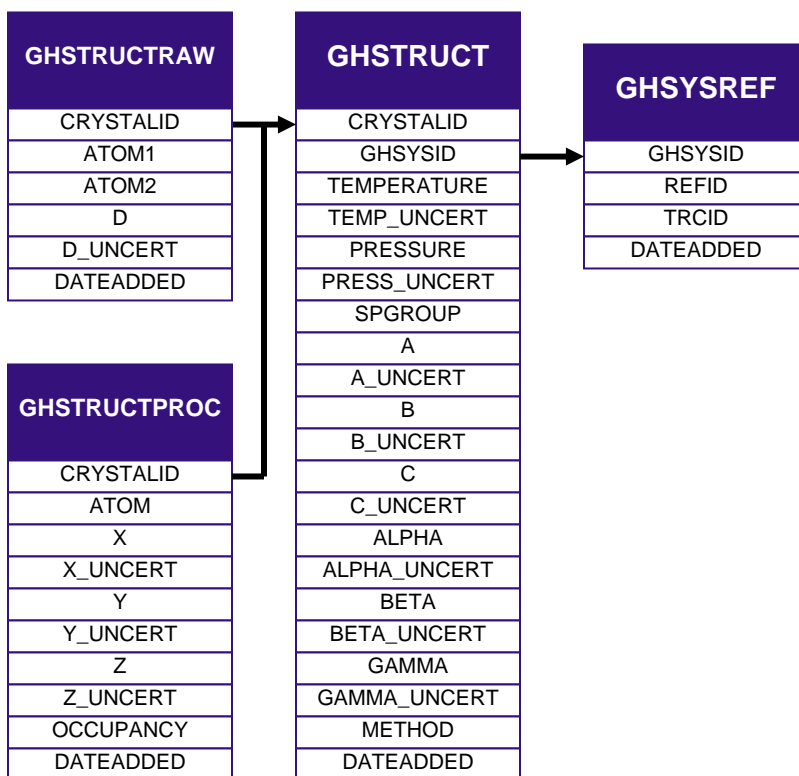 GHSTRUCTRAW
CRYSTALID
ATOM1
ATOM2
D
D_UNCERT
DATEADDED
GHSTRUCTPROC
CRYSTALID
ATOM
X
X_UNCERT
Y
Y_UNCERT
Z
Z_UNCERT
OCCUPANCY
DATEADDED
GHSTRUCT
CRYSTALID
GHSYSID
TEMPERATURE
TEMP_UNCERT
PRESSURE
PRESS_UNCERT
SPGROUP
A
A_UNCERT
B
B_UNCERT
C
C_UNCERT
ALPHA
ALPHA_UNCERT
BETA
BETA_UNCERT
GAMMA
GAMMA_UNCERT
METHOD
DATEADDED
GHSYSREF
GHSYSID
REFID
TRCID
DATEADDED